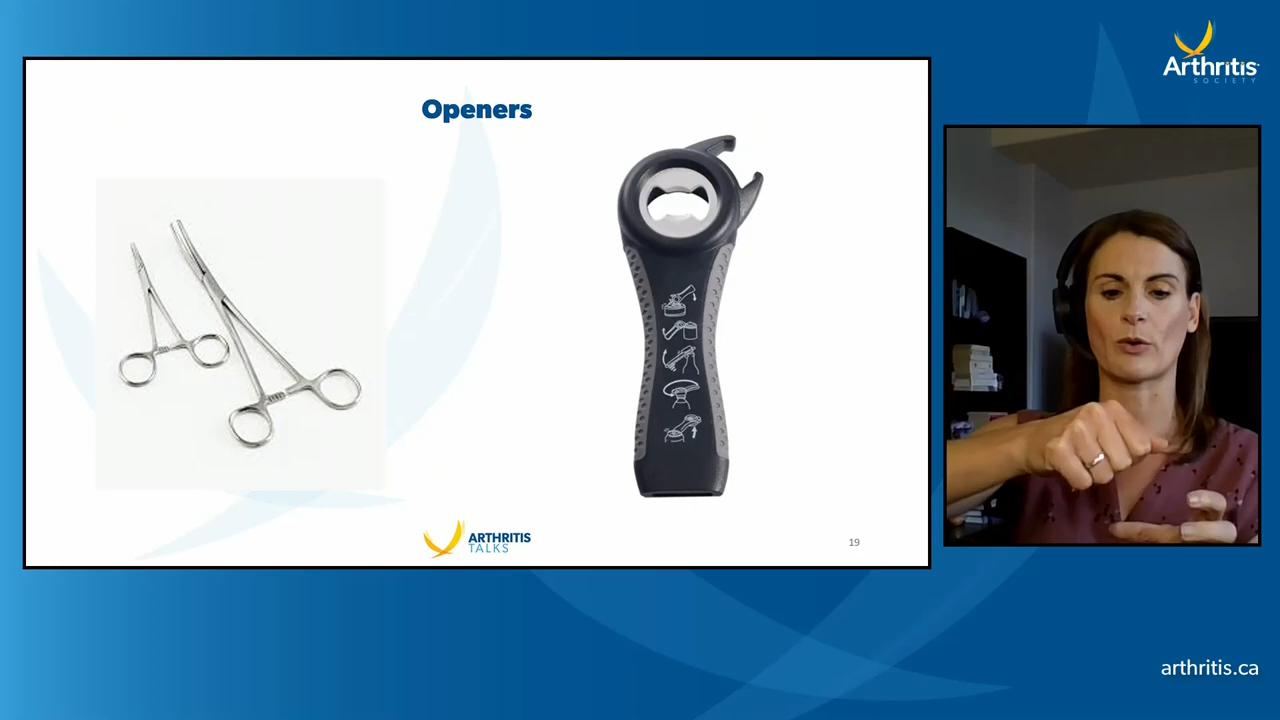 Openers
ARTHRITIS
TALKS
19
Arthritis
SOCIETY
arthritis.ca